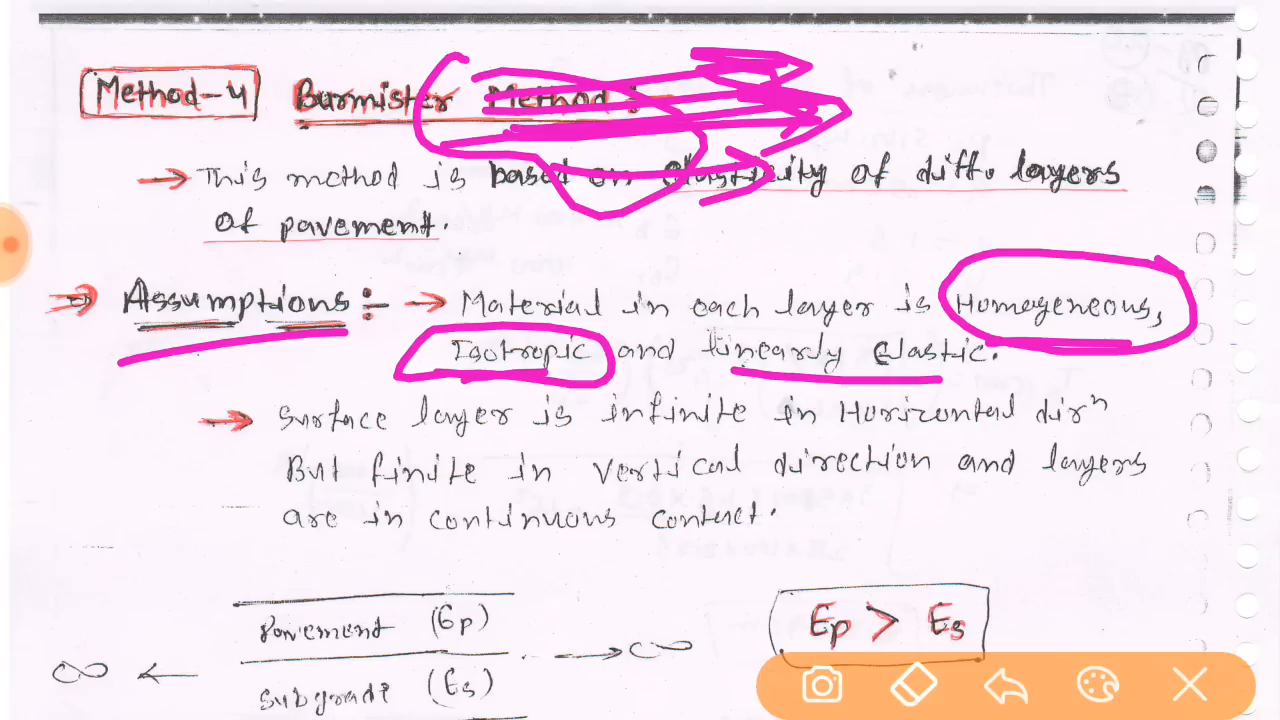 Method-4 Burmister Method :
→ This method is based on Elasticity of diff. layers
of pavement.
⇒ Assumptions :- → Material in each layer is Homogeneous,
Isotropic and linearly Elastic.
→ Surface layer is infinite in Horizontal dirⁿ
But finite in vertical direction and layers
are in continuous contact.
Pavement (Ep)
Ep > Es
∞ ← → ∞
subgrade (Es)